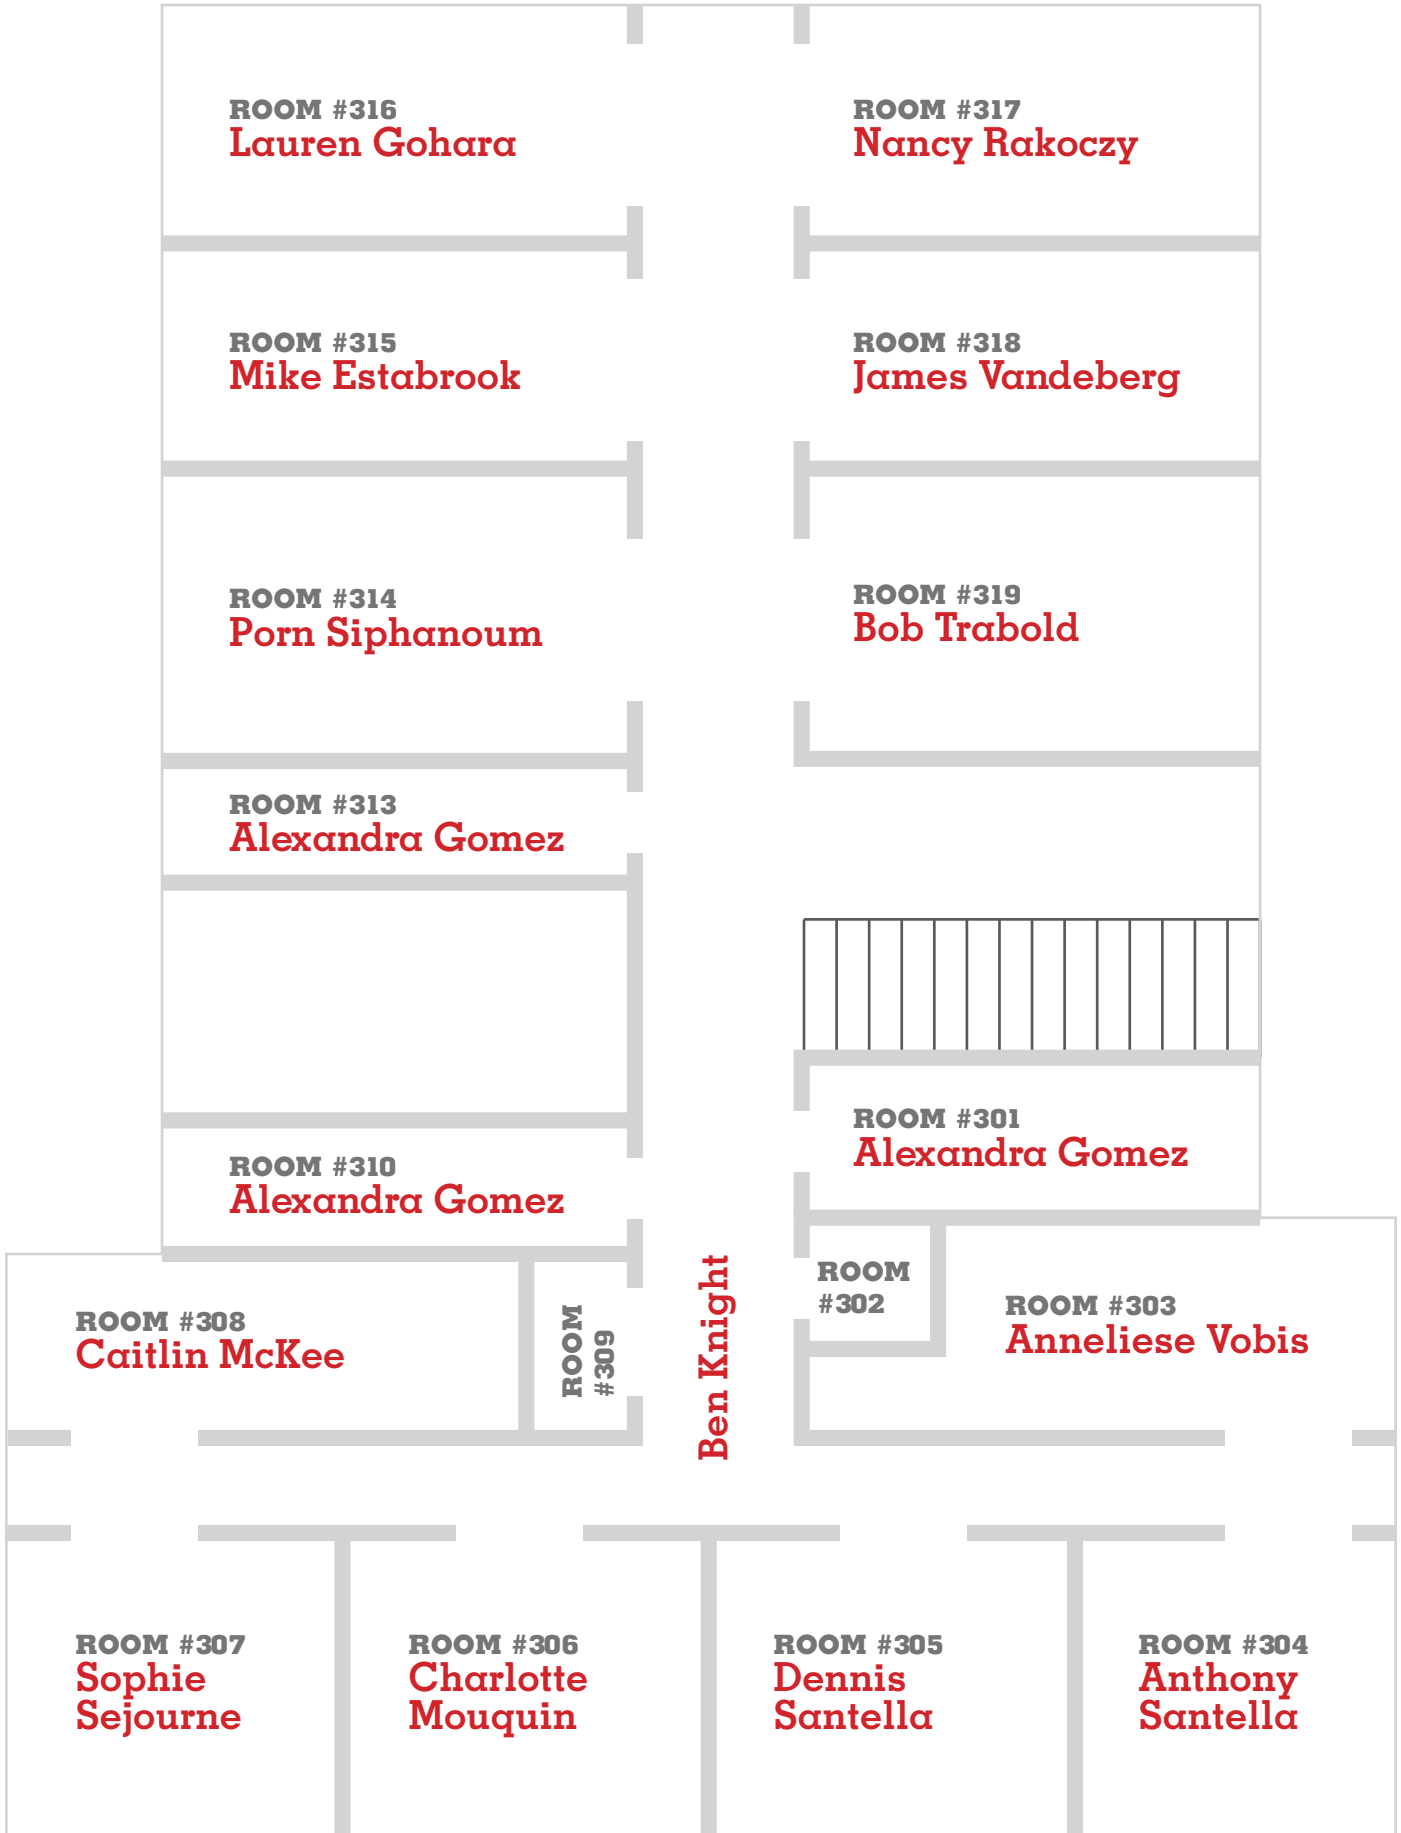 ROOM #316
Lauren Gohara
ROOM #317
Nancy Rakoczy
ROOM #315
Mike Estabrook
ROOM #318
James Vandeberg
ROOM #314
Porn Siphanoum
ROOM #319
Bob Trabold
ROOM #313
Alexandra Gomez
ROOM #301
Alexandra Gomez
ROOM #310
Alexandra Gomez
ROOM #308
Caitlin McKee
ROOM
#309
Ben Knight
ROOM
#302
ROOM #303
Anneliese Vobis
ROOM #307
Sophie
Sejourne
ROOM #306
Charlotte
Mouquin
ROOM #305
Dennis
Santella
ROOM #304
Anthony
Santella